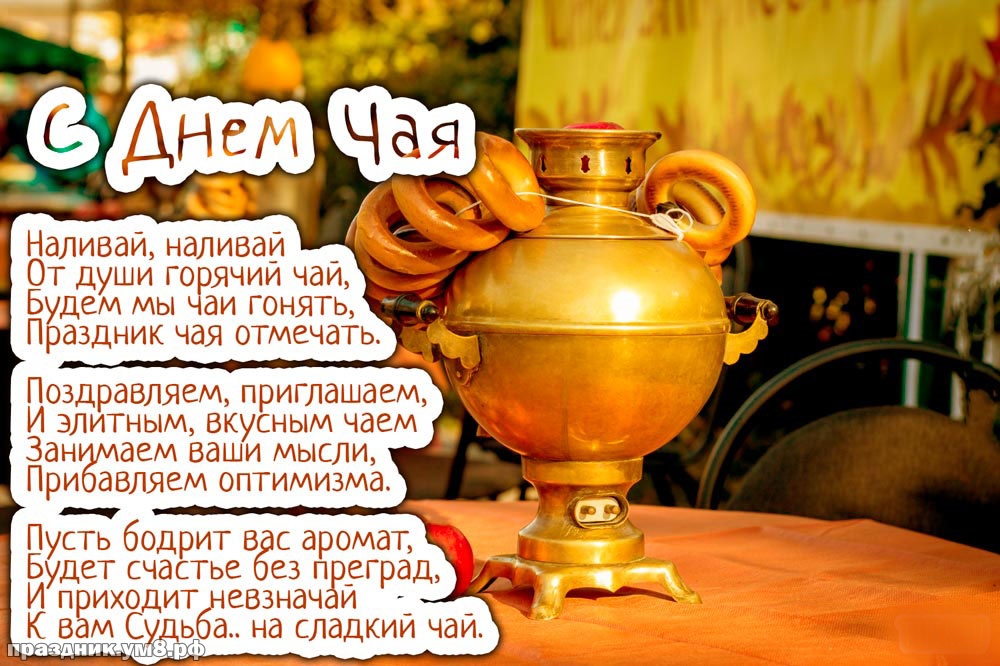 С Днем Чая
Наливай, наливай
От души горячий чай,
Будем мы чаи гонять,
Праздник чая отмечать.
Поздравляем, приглашаем,
И элитным, вкусным чаем
Занимаем ваши мысли,
Прибавляем оптимизма.
Пусть бодрит вас аромат,
Будет счастье без преград,
И приходит невзначай
К вам Судьба.. на сладкий чай.
праздник.ум8.рф